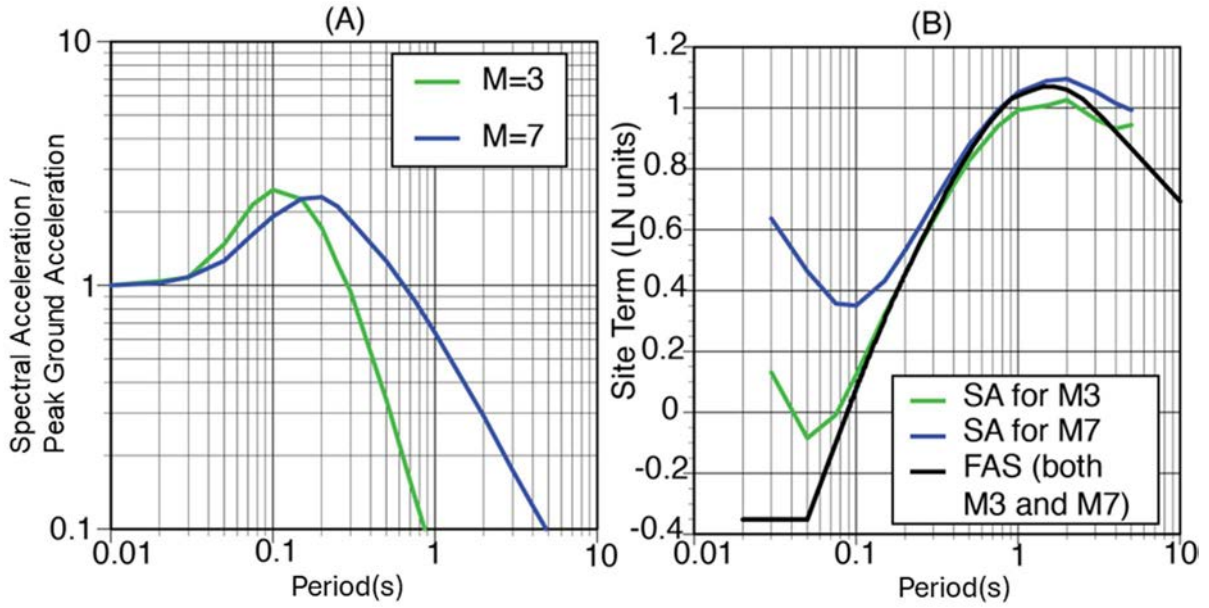 (A)
10
1
0.1
0.01
0.1
1
10
Spectral Acceleration /
Peak Ground Acceleration
Period(s)
M=3
M=7
(B)
1.2
1
0.8
0.6
0.4
0.2
0
-0.2
-0.4
0.01
0.1
1
10
Site Term (LN units)
Period(s)
SA for M3
SA for M7
FAS (both
M3 and M7)